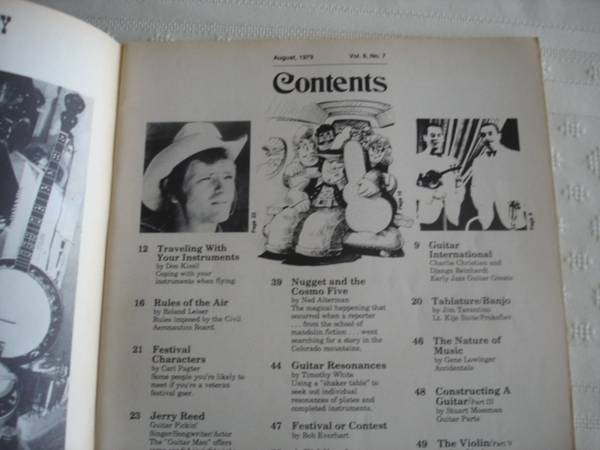 Y
August, 1979 Vol. 6, No. 7
Contents
12 Traveling With
Your Instruments
by Don Kissil
Coping with your
instruments when flying.
16 Rules of the Air
by Roland Leiser
Rules imposed by the Civil
Aeronautics Board.
21 Festival
Characters
by Carl Pagter
Some people you're likely to
meet if you're a veteran
festival goer.
23 Jerry Reed
Guitar Pickin'
Singer/Songwriter/Actor
The "Guitar Man" offers
39 Nugget and the
Cosmo Five
by Ned Alterman
The magical happening that
occurred when a reporter
. . . from the school of
mandolin fiction . . . went
searching for a story in the
Colorado mountains.
44 Guitar Resonances
by Timothy White
Using a "shaker table" to
seek out individual
resonances of plates and
completed instruments.
47 Festival or Contest
by Rob Everhart
9 Guitar
International
Charlie Christian and
Django Reinhardt
Early Jazz Guitar Greats
20 Tablature/Banjo
by Jim Tarantino
Lt. Kije Suite/Prokofiev
46 The Nature of
Music
by Gene Lowinger
Accidentals
48 Constructing A
Guitar/Part III
by Stuart Mossman
Guitar Parts
49 The Violin/Part V